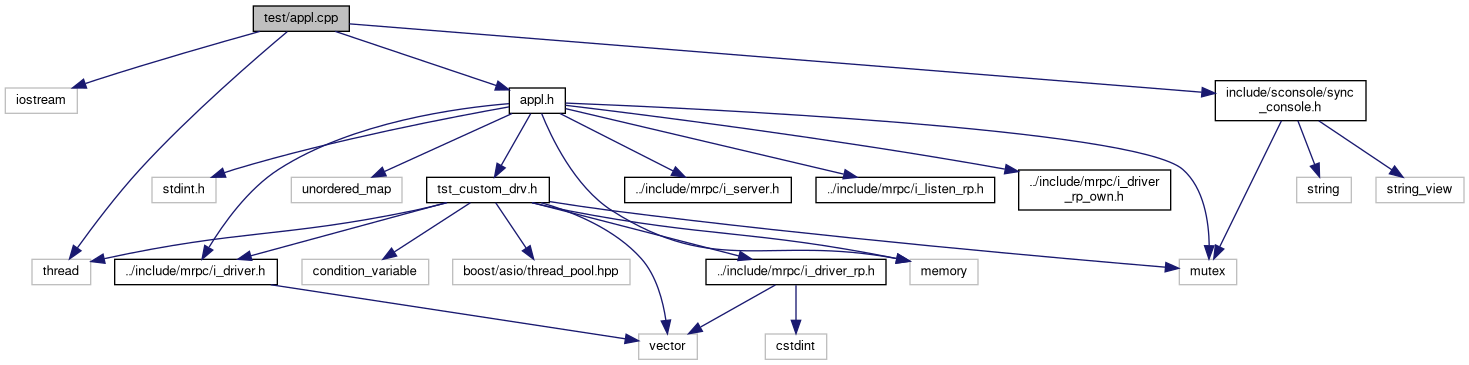 test/appl.cpp
iostream
appl.h
include/sconsole/sync
_console.h
stdint.h
unordered_map
tst_custom_drv.h
../include/mrpc/i_server.h
../include/mrpc/i_listen_rp.h
../include/mrpc/i_driver
_rp_own.h
string
string_view
thread
../include/mrpc/i_driver.h
condition_variable
boost/asio/thread_pool.hpp
../include/mrpc/i_driver_rp.h
memory
mutex
vector
cstdint